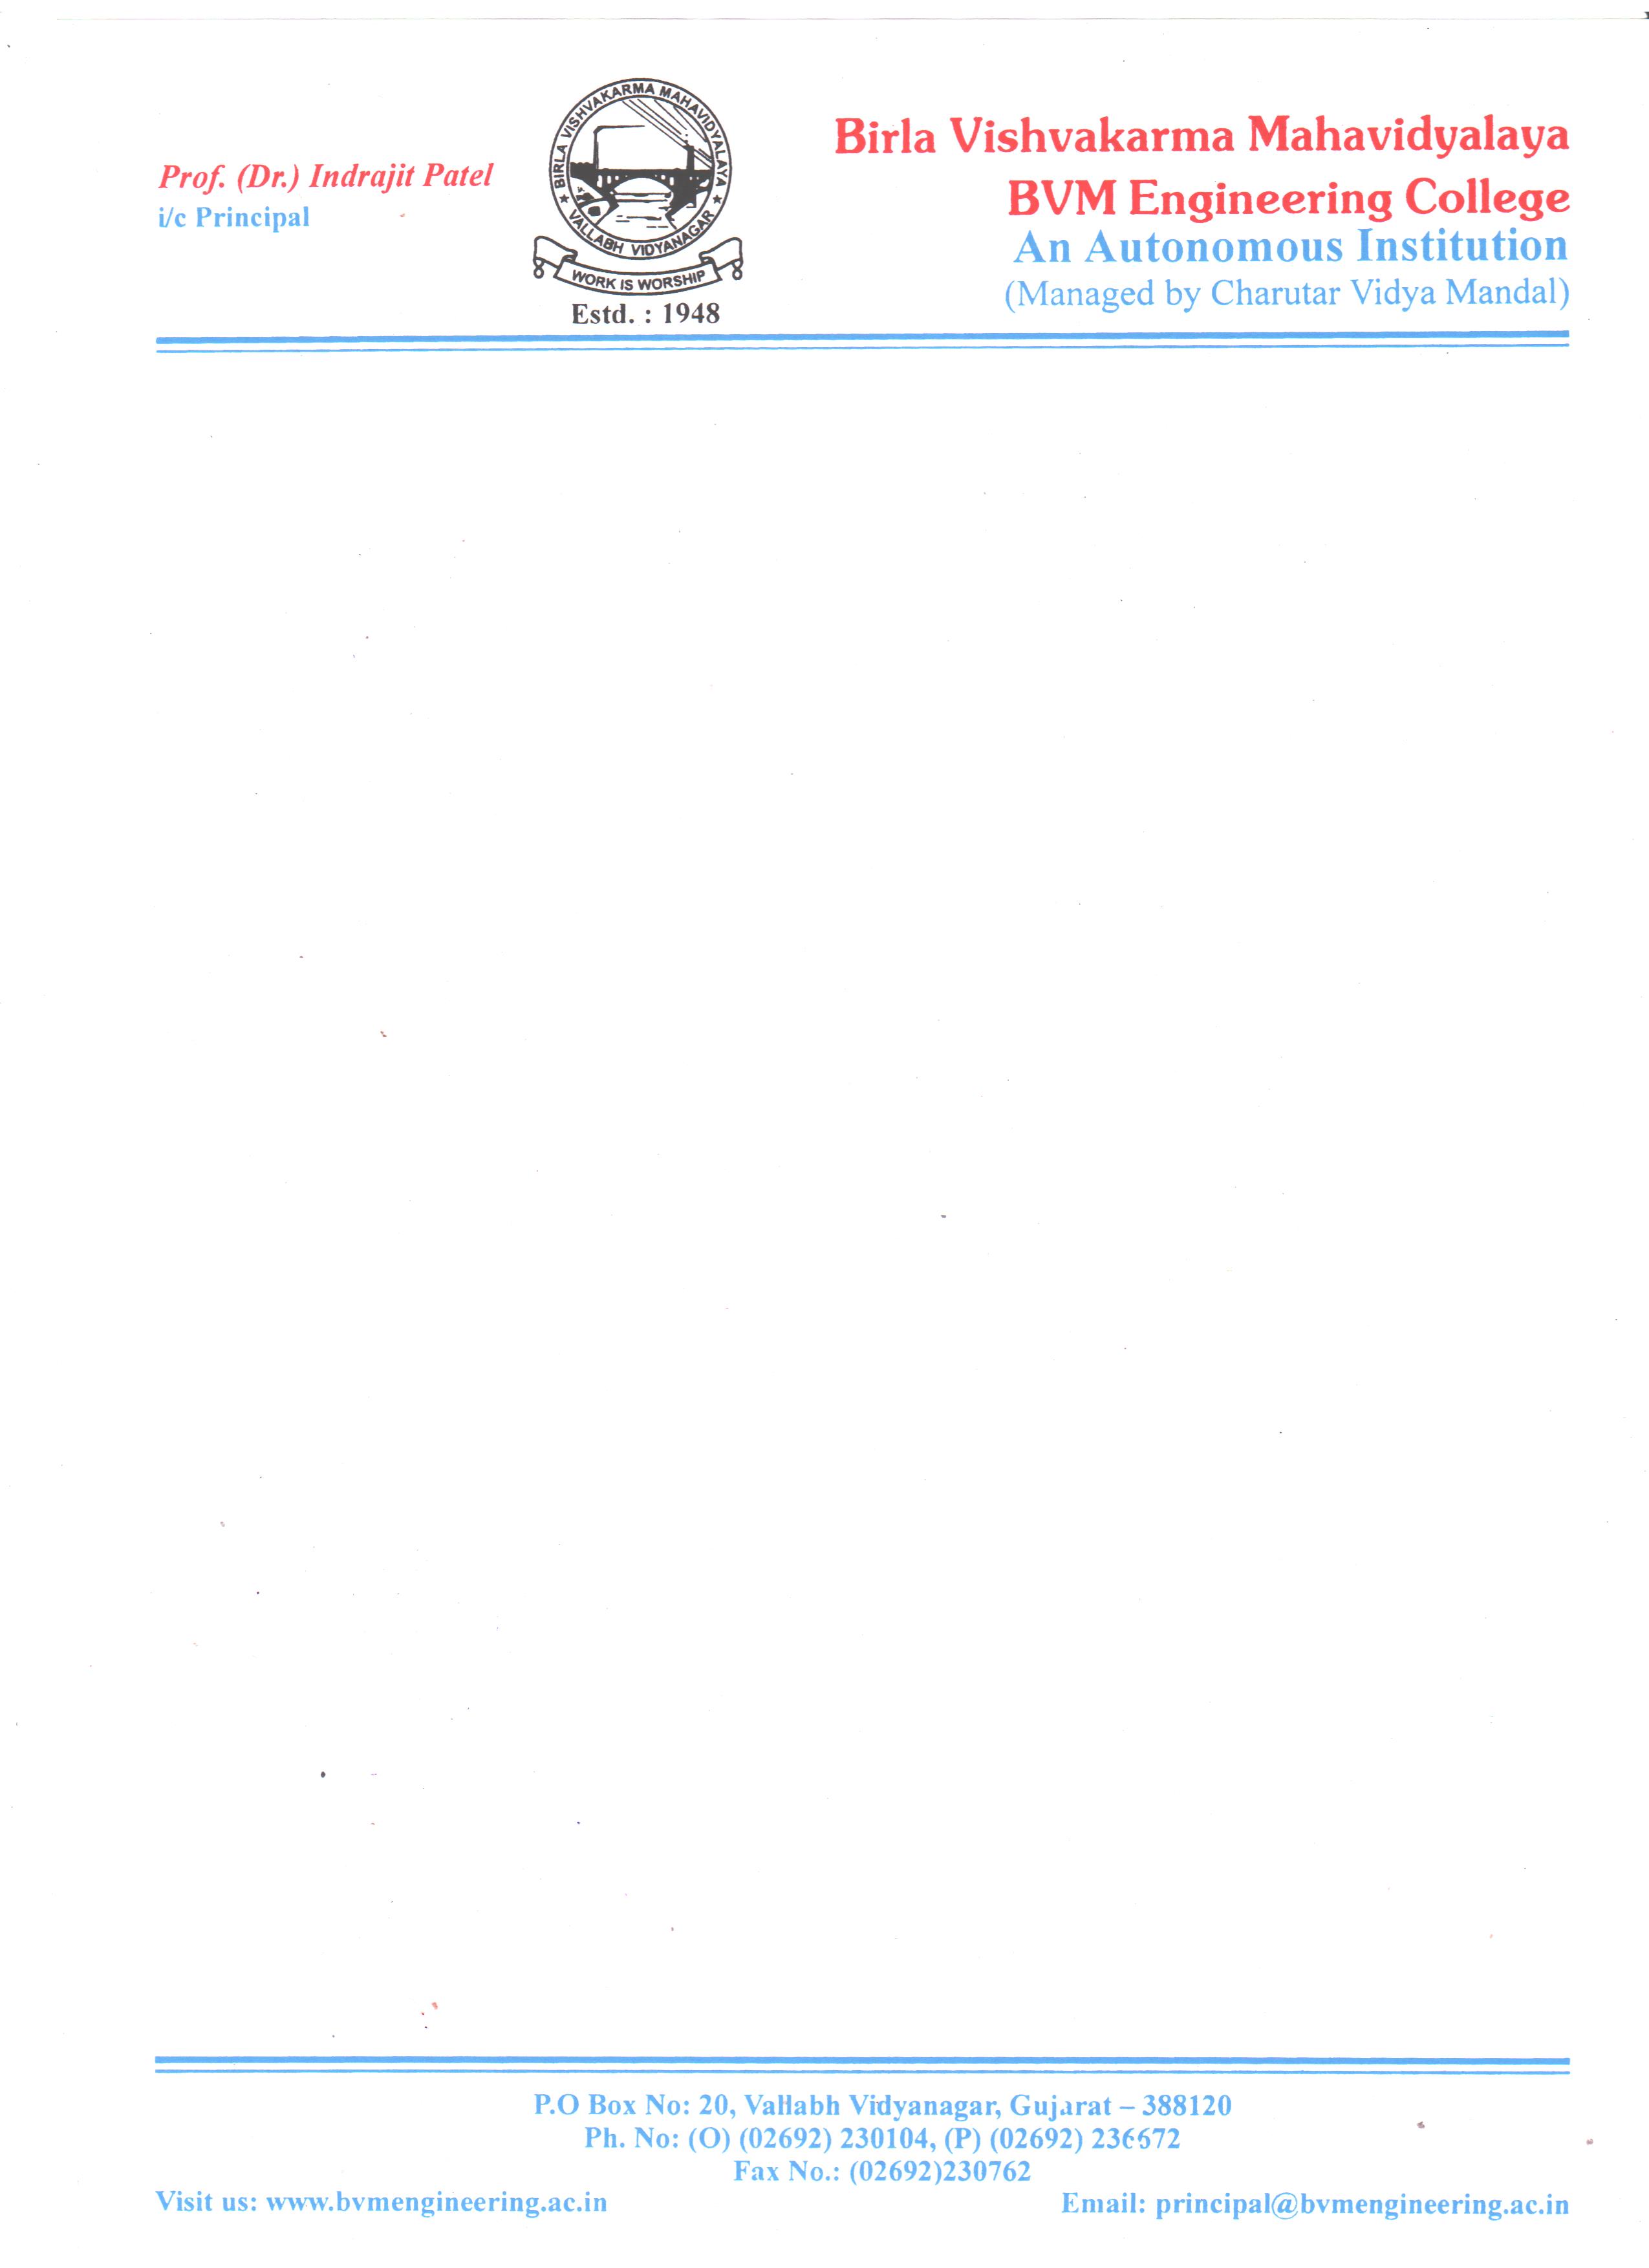 Prof. (Dr.) Indrajit Patel
i/c Principal
BIRLA VISHVAKARMA MAHAVIDYALAYA
★ VALLABH VIDYANAGAR ★
WORK IS WORSHIP
Estd. : 1948
Birla Vishvakarma Mahavidyalaya
BVM Engineering College
An Autonomous Institution
(Managed by Charutar Vidya Mandal)
P.O Box No: 20, Vallabh Vidyanagar, Gujarat – 388120
Ph. No: (O) (02692) 230104, (P) (02692)
Fax No.: (02692)230762
Visit us: www.bvmengineering.ac.in
Email: principal@bvmengineering.ac.in